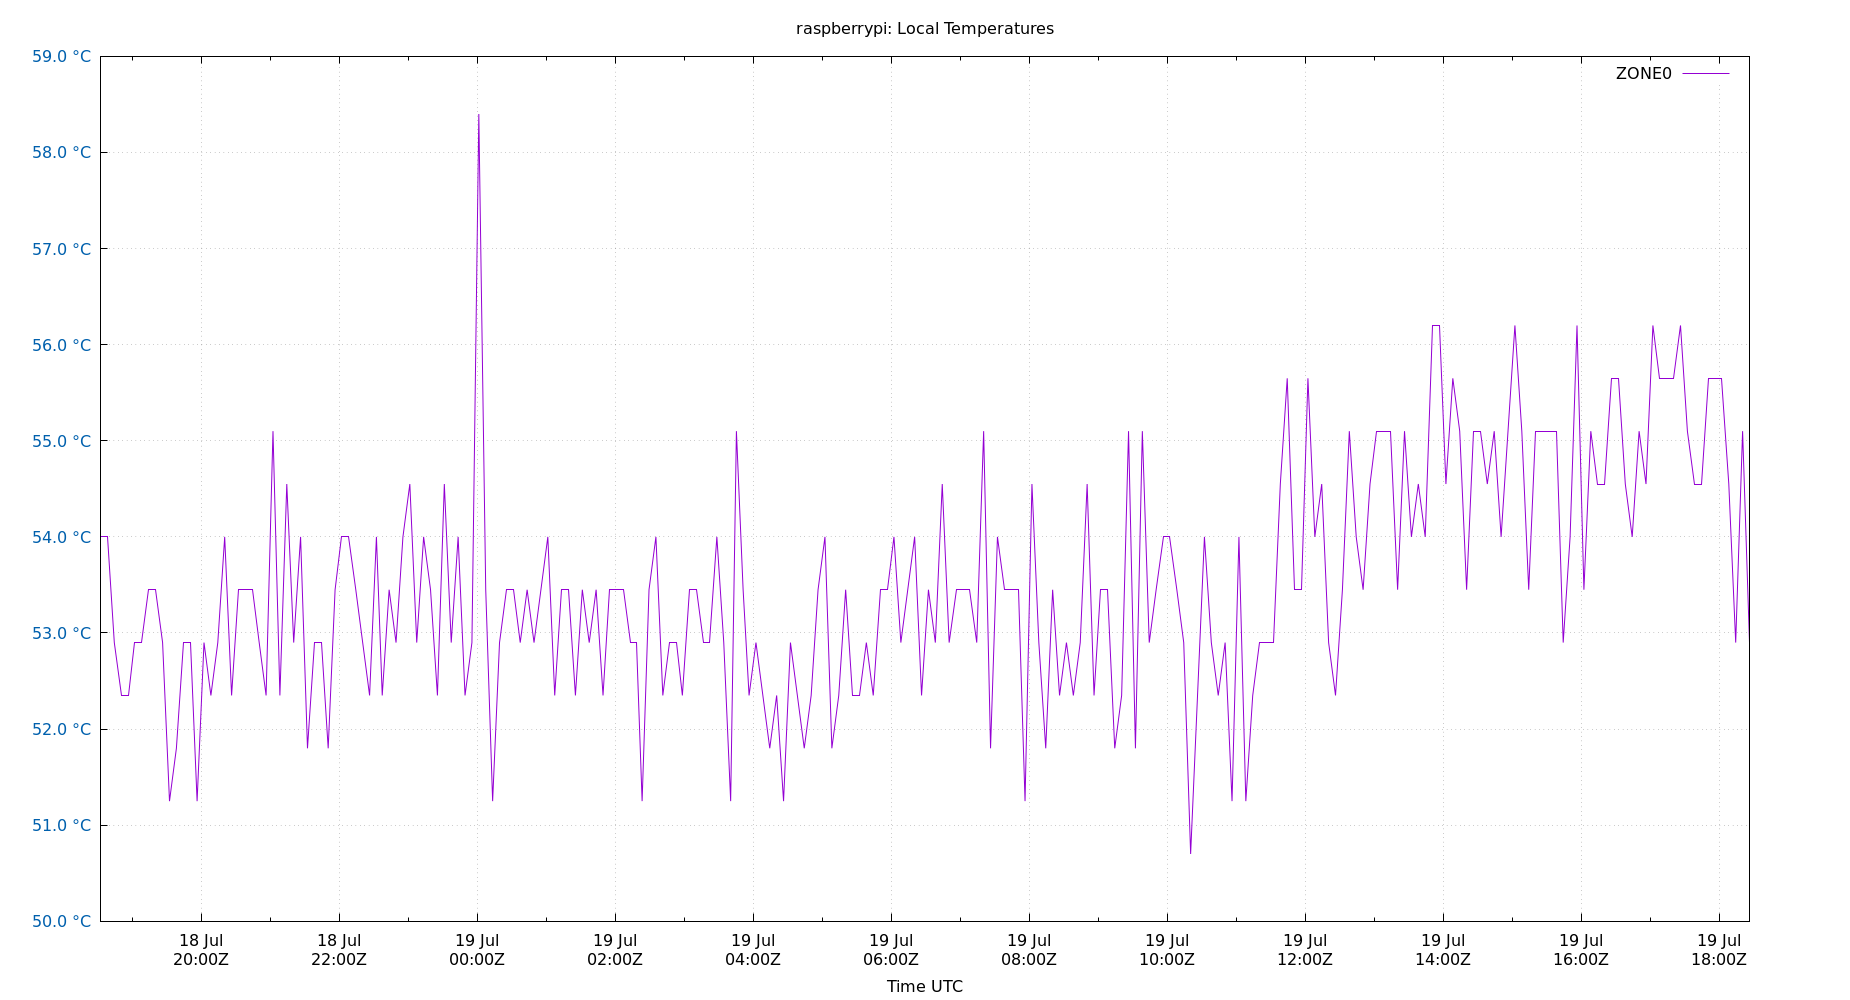 raspberrypi: Local Temperatures
59.0 °C
ZONE0
58.0 °C
57.0 °C
56.0 °C
55.0 °C
54.0 °C
53.0 °C
52.0 °C
51.0 °C
50.0 °C
18 Jul 18 Jul 19 Jul 19 Jul 19 Jul 19 Jul 19 Jul 19 Jul 19 Jul 19 Jul 19 Jul 19 Jul
20:00Z 22:00Z 00:00Z 02:00Z 04:00Z 06:00Z 08:00Z 10:00Z 12:00Z 14:00Z 16:00Z 18:00Z
Time UTC